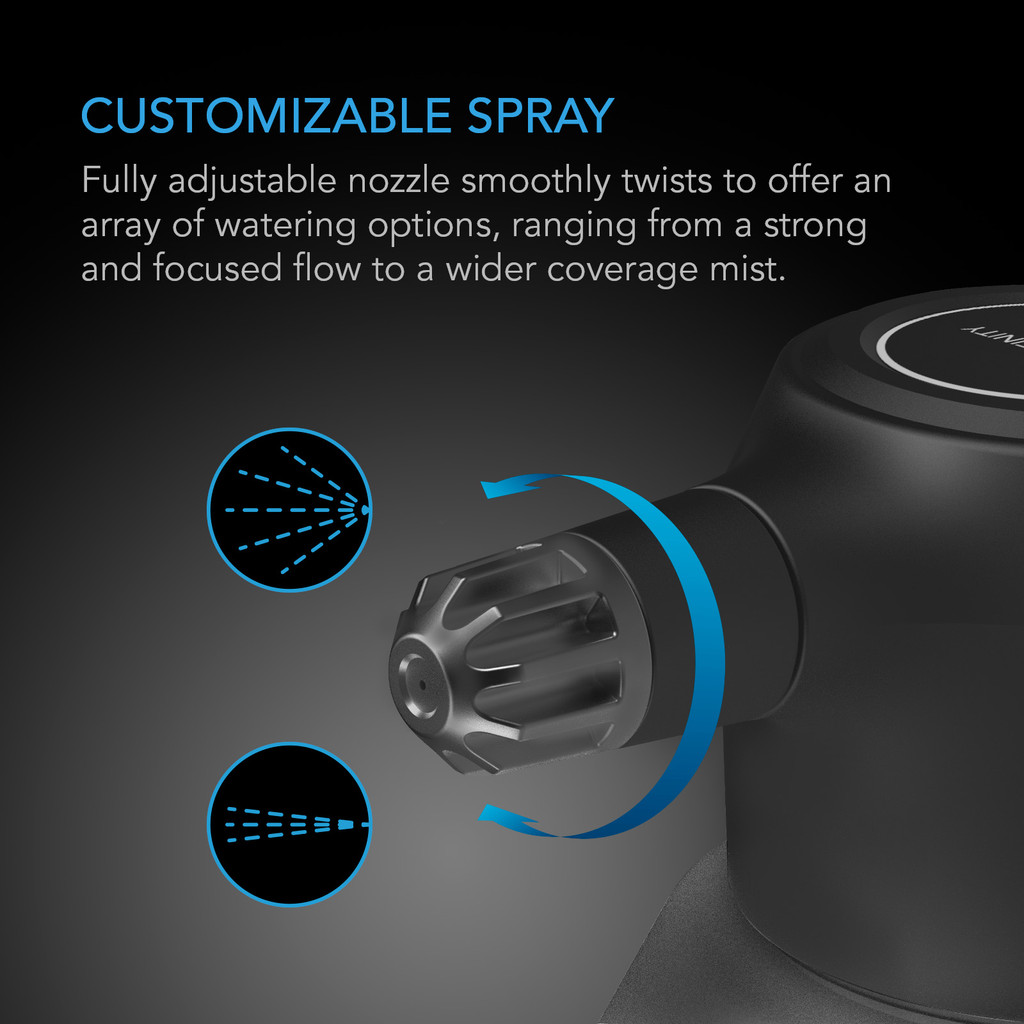 CUSTOMIZABLE SPRAY
Fully adjustable nozzle smoothly twists to offer an
array of watering options, ranging from a strong
and focused flow to a wider coverage mist.